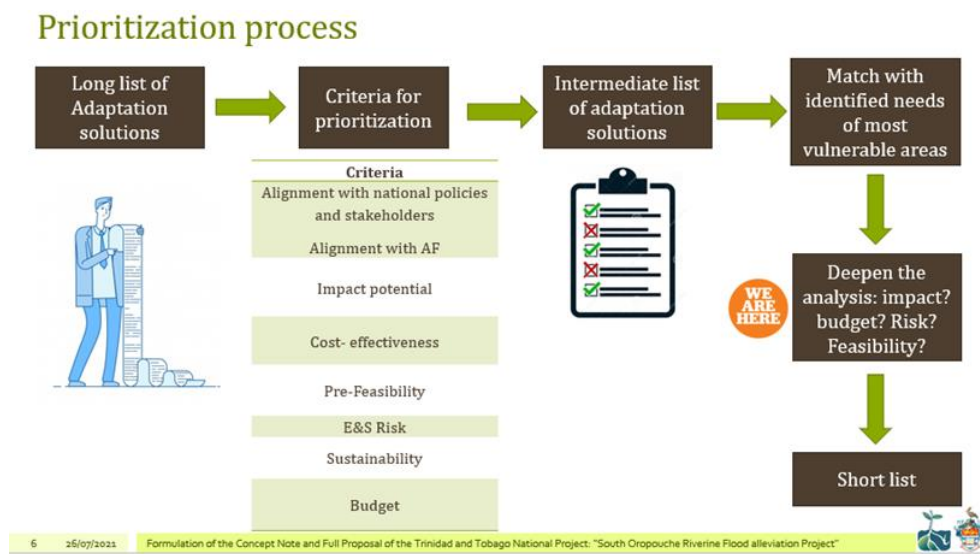 Prioritization process
Long list of
Adaptation
solutions
Criteria for
prioritization
Intermediate list
of adaptation
solutions
Match with
identified needs
of most
vulnerable areas
Criteria
Alignment with national policies
and stakeholders
Alignment with AF
Impact potential
Cost- effectiveness
Pre-Feasibility
E&S Risk
Sustainability
Budget
WE
ARE
HERE
Deepen the
analysis: impact?
budget? Risk?
Feasibility?
Short list
6 26/07/2021 Formulation of the Concept Note and Full Proposal of the Trinidad and Tobago National Project: "South Oropouche Riverine Flood alleviation Project"